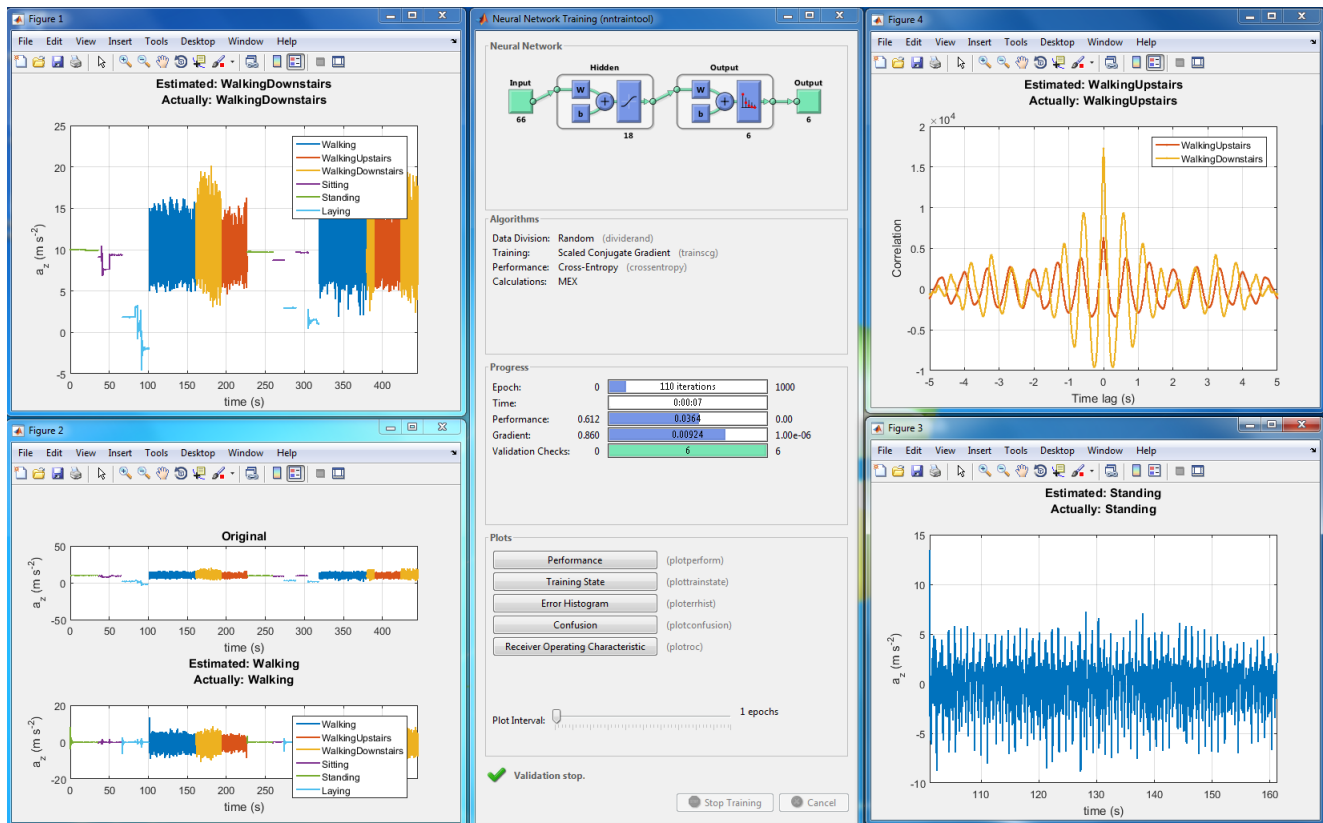 Figure 1
File Edit View Insert Tools Desktop Window Help
Estimated: WalkingDownstairs
Actually: WalkingDownstairs
25
20
15
10
5
0
-5
a_z (m s^-2)
Walking
WalkingUpstairs
WalkingDownstairs
Sitting
Standing
Laying
0 50 100 150 200 250 300 350 400
time (s)
Figure 2
File Edit View Insert Tools Desktop Window Help
Original
50
0
-50
a_z (m s^-2)
0 50 100 150 200 250 300 350 400
time (s)
Estimated: Walking
Actually: Walking
20
0
-20
a_z (m s^-2)
Walking
WalkingUpstairs
WalkingDownstairs
Sitting
Standing
Laying
0 50 100 150 200 250
time (s)
Neural Network Training (nntraintool)
Neural Network
Hidden Output
Input Output
W W
b b
+ +
66 6
18 6
Algorithms
Data Division: Random (dividerand)
Training: Scaled Conjugate Gradient (trainscg)
Performance: Cross-Entropy (crossentropy)
Calculations: MEX
Progress
Epoch: 0 110 iterations 1000
Time: 0:00:07
Performance: 0.612 0.0364 0.00
Gradient: 0.860 0.00924 1.00e-06
Validation Checks: 0 6 6
Plots
Performance (plotperform)
Training State (plottrainstate)
Error Histogram (ploterrhist)
Confusion (plotconfusion)
Receiver Operating Characteristic (plotroc)
Plot Interval: 1 epochs
Validation stop.
Stop Training Cancel
Figure 4
File Edit View Insert Tools Desktop Window Help
Estimated: WalkingUpstairs
Actually: WalkingUpstairs
× 10^4
2
1.5
1
0.5
0
-0.5
-1
Correlation
WalkingUpstairs
WalkingDownstairs
-5 -4 -3 -2 -1 0 1 2 3 4 5
Time lag (s)
Figure 3
File Edit View Insert Tools Desktop Window Help
Estimated: Standing
Actually: Standing
15
10
5
0
-5
-10
a_z (m s^-2)
110 120 130 140 150 160
time (s)